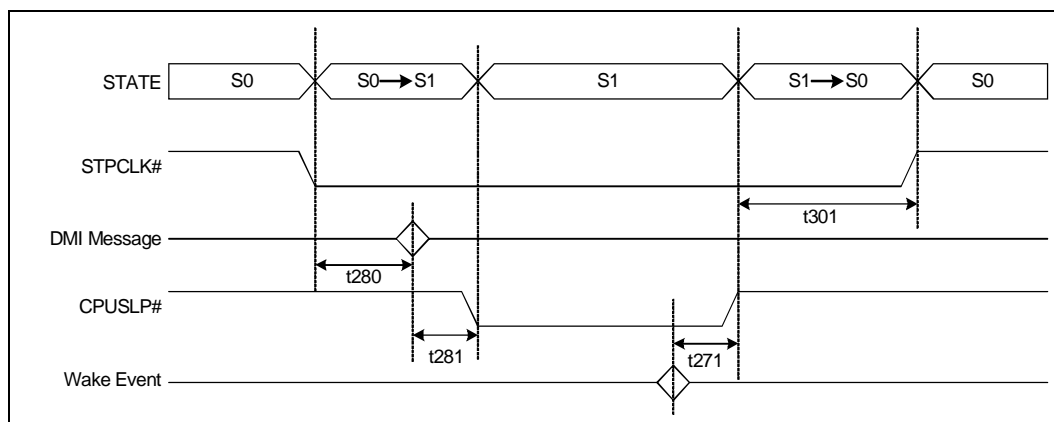 STATE
S0
S0→S1
S1
S1→S0
S0
STPCLK#
t301
DMI Message
t280
CPUSLP#
t281
t271
Wake Event